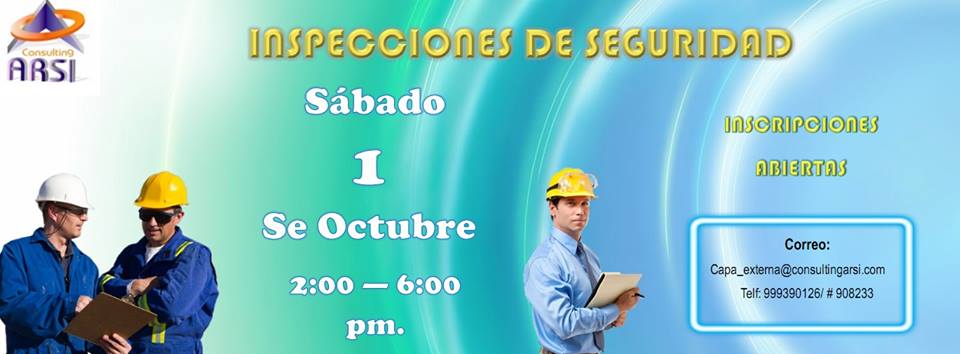 Consulting
ARSI
INSPECCIONES DE SEGURIDAD
Sábado
1
Se Octubre
2:00 — 6:00
pm.
INSCRIPCIONES
ABIERTAS
Correo:
Capa_externa@consultingarsi.com
Telf: 999390126/ # 908233